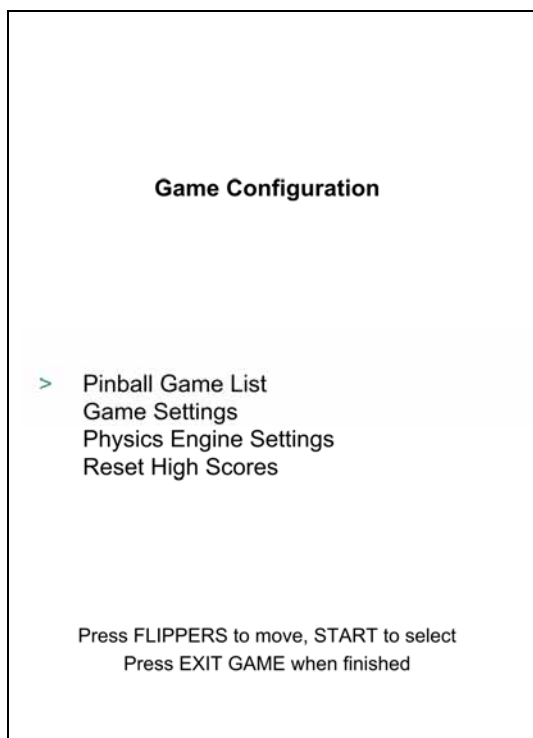 Game Configuration
> Pinball Game List
Game Settings
Physics Engine Settings
Reset High Scores
Press FLIPPERS to move, START to select
Press EXIT GAME when finished